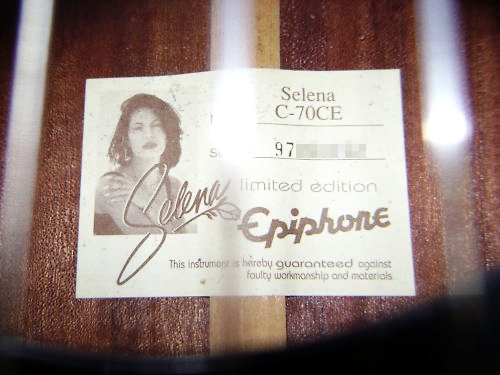 Selena
C-70CE
97
Selena
limited edition
Epiphone
This instrument is hereby guaranteed against
faulty workmanship and materials